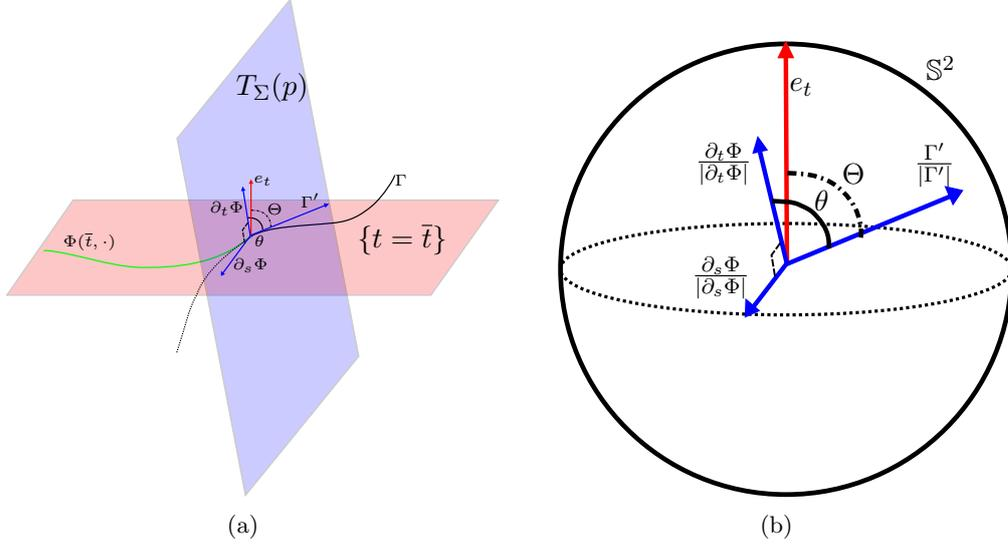 T_Σ(p)
e_t
Γ
∂_tΦ
Θ
Γ′
Φ(t̄, ·)
θ
{t = t̄}
∂_sΦ
(a)
𝕊²
e_t
∂_tΦ/|∂_tΦ|
Θ
Γ′/|Γ′|
θ
∂_sΦ/|∂_sΦ|
(b)